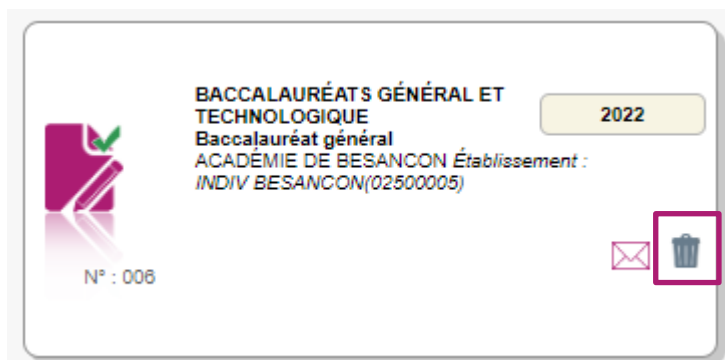 BACCALAURÉATS GÉNÉRAL ET
TECHNOLOGIQUE
2022
Baccalauréat général
ACADÉMIE DE BESANCON Établissement :
INDIV BESANCON(02500005)
N° : 006